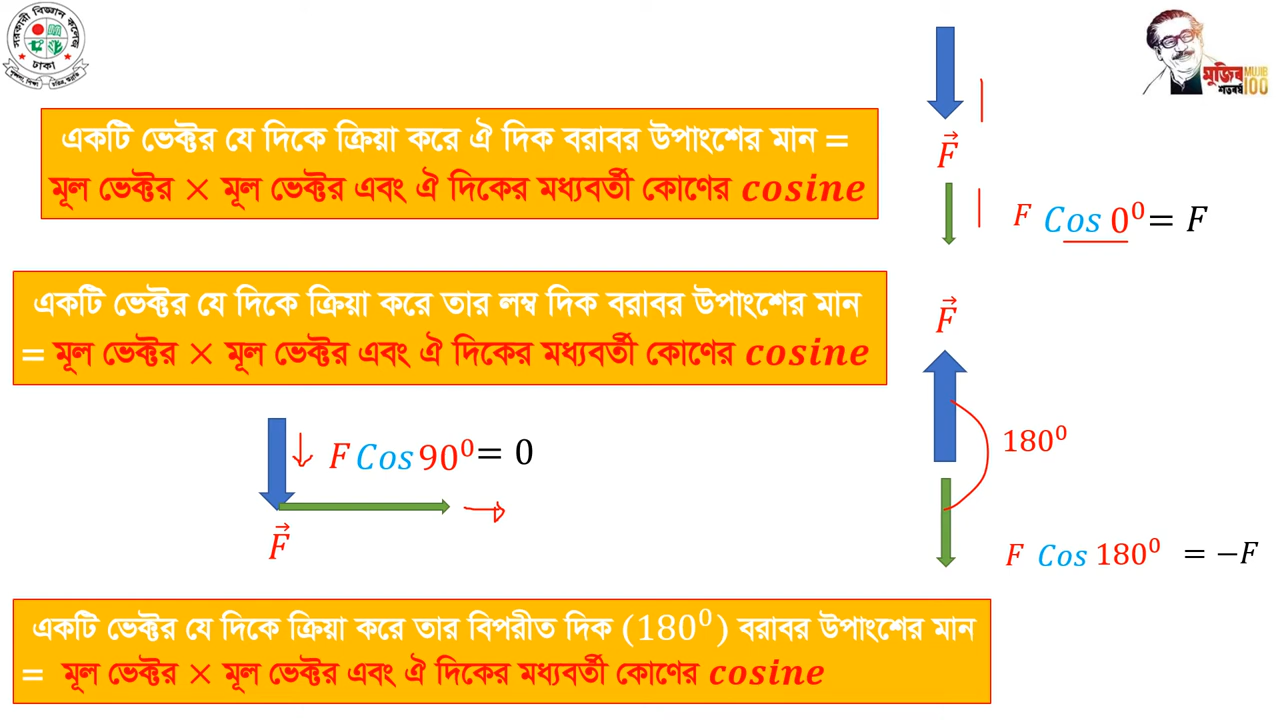 সরকারী বিজ্ঞান কলেজ
ঢাকা
মুজিব
শতবর্ষ
MUJIB
100
একটি ভেক্টর যে দিকে ক্রিয়া করে ঐ দিক বরাবর উপাংশের মান =
মূল ভেক্টর × মূল ভেক্টর এবং ঐ দিকের মধ্যবর্তী কোণের cosine
F⃗
F Cos 0⁰ = F
একটি ভেক্টর যে দিকে ক্রিয়া করে তার লম্ব দিক বরাবর উপাংশের মান
= মূল ভেক্টর × মূল ভেক্টর এবং ঐ দিকের মধ্যবর্তী কোণের cosine
F⃗
180⁰
F Cos 90⁰ = 0
F⃗
F Cos 180⁰ = −F
একটি ভেক্টর যে দিকে ক্রিয়া করে তার বিপরীত দিক (180⁰) বরাবর উপাংশের মান
= মূল ভেক্টর × মূল ভেক্টর এবং ঐ দিকের মধ্যবর্তী কোণের cosine